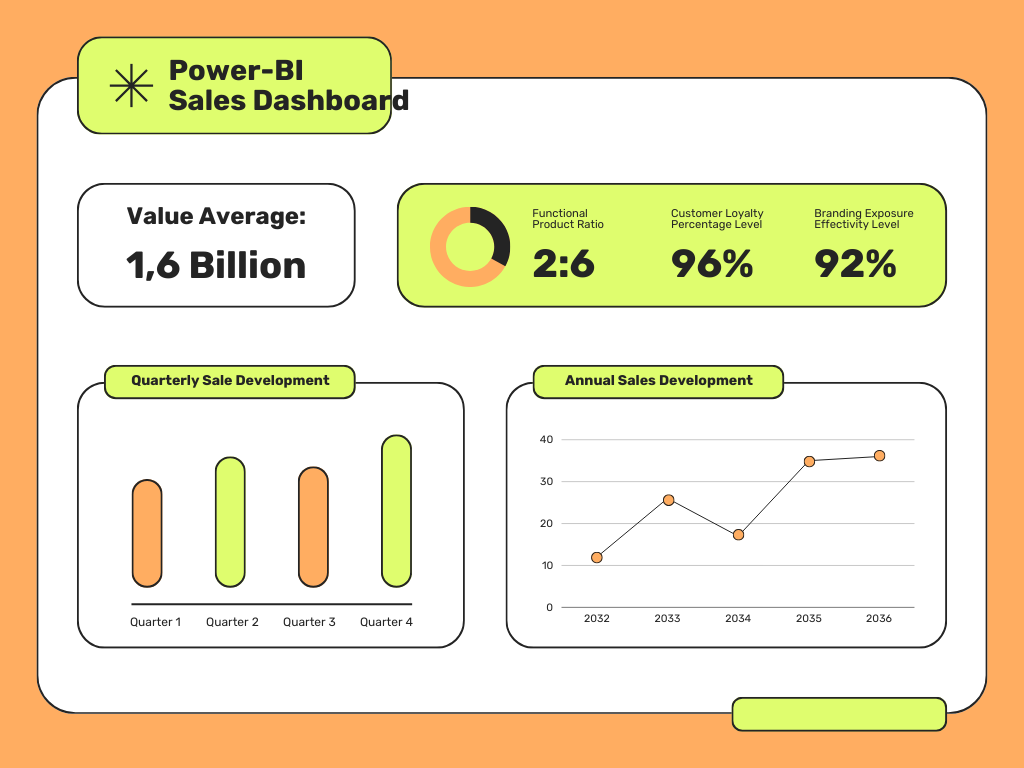 Power-BI
Sales Dashboard
Value Average:
1,6 Billion
Functional
Product Ratio
2:6
Customer Loyalty
Percentage Level
96%
Branding Exposure
Effectivity Level
92%
Quarterly Sale Development
Quarter 1 Quarter 2 Quarter 3 Quarter 4
Annual Sales Development
40
30
20
10
0
2032 2033 2034 2035 2036